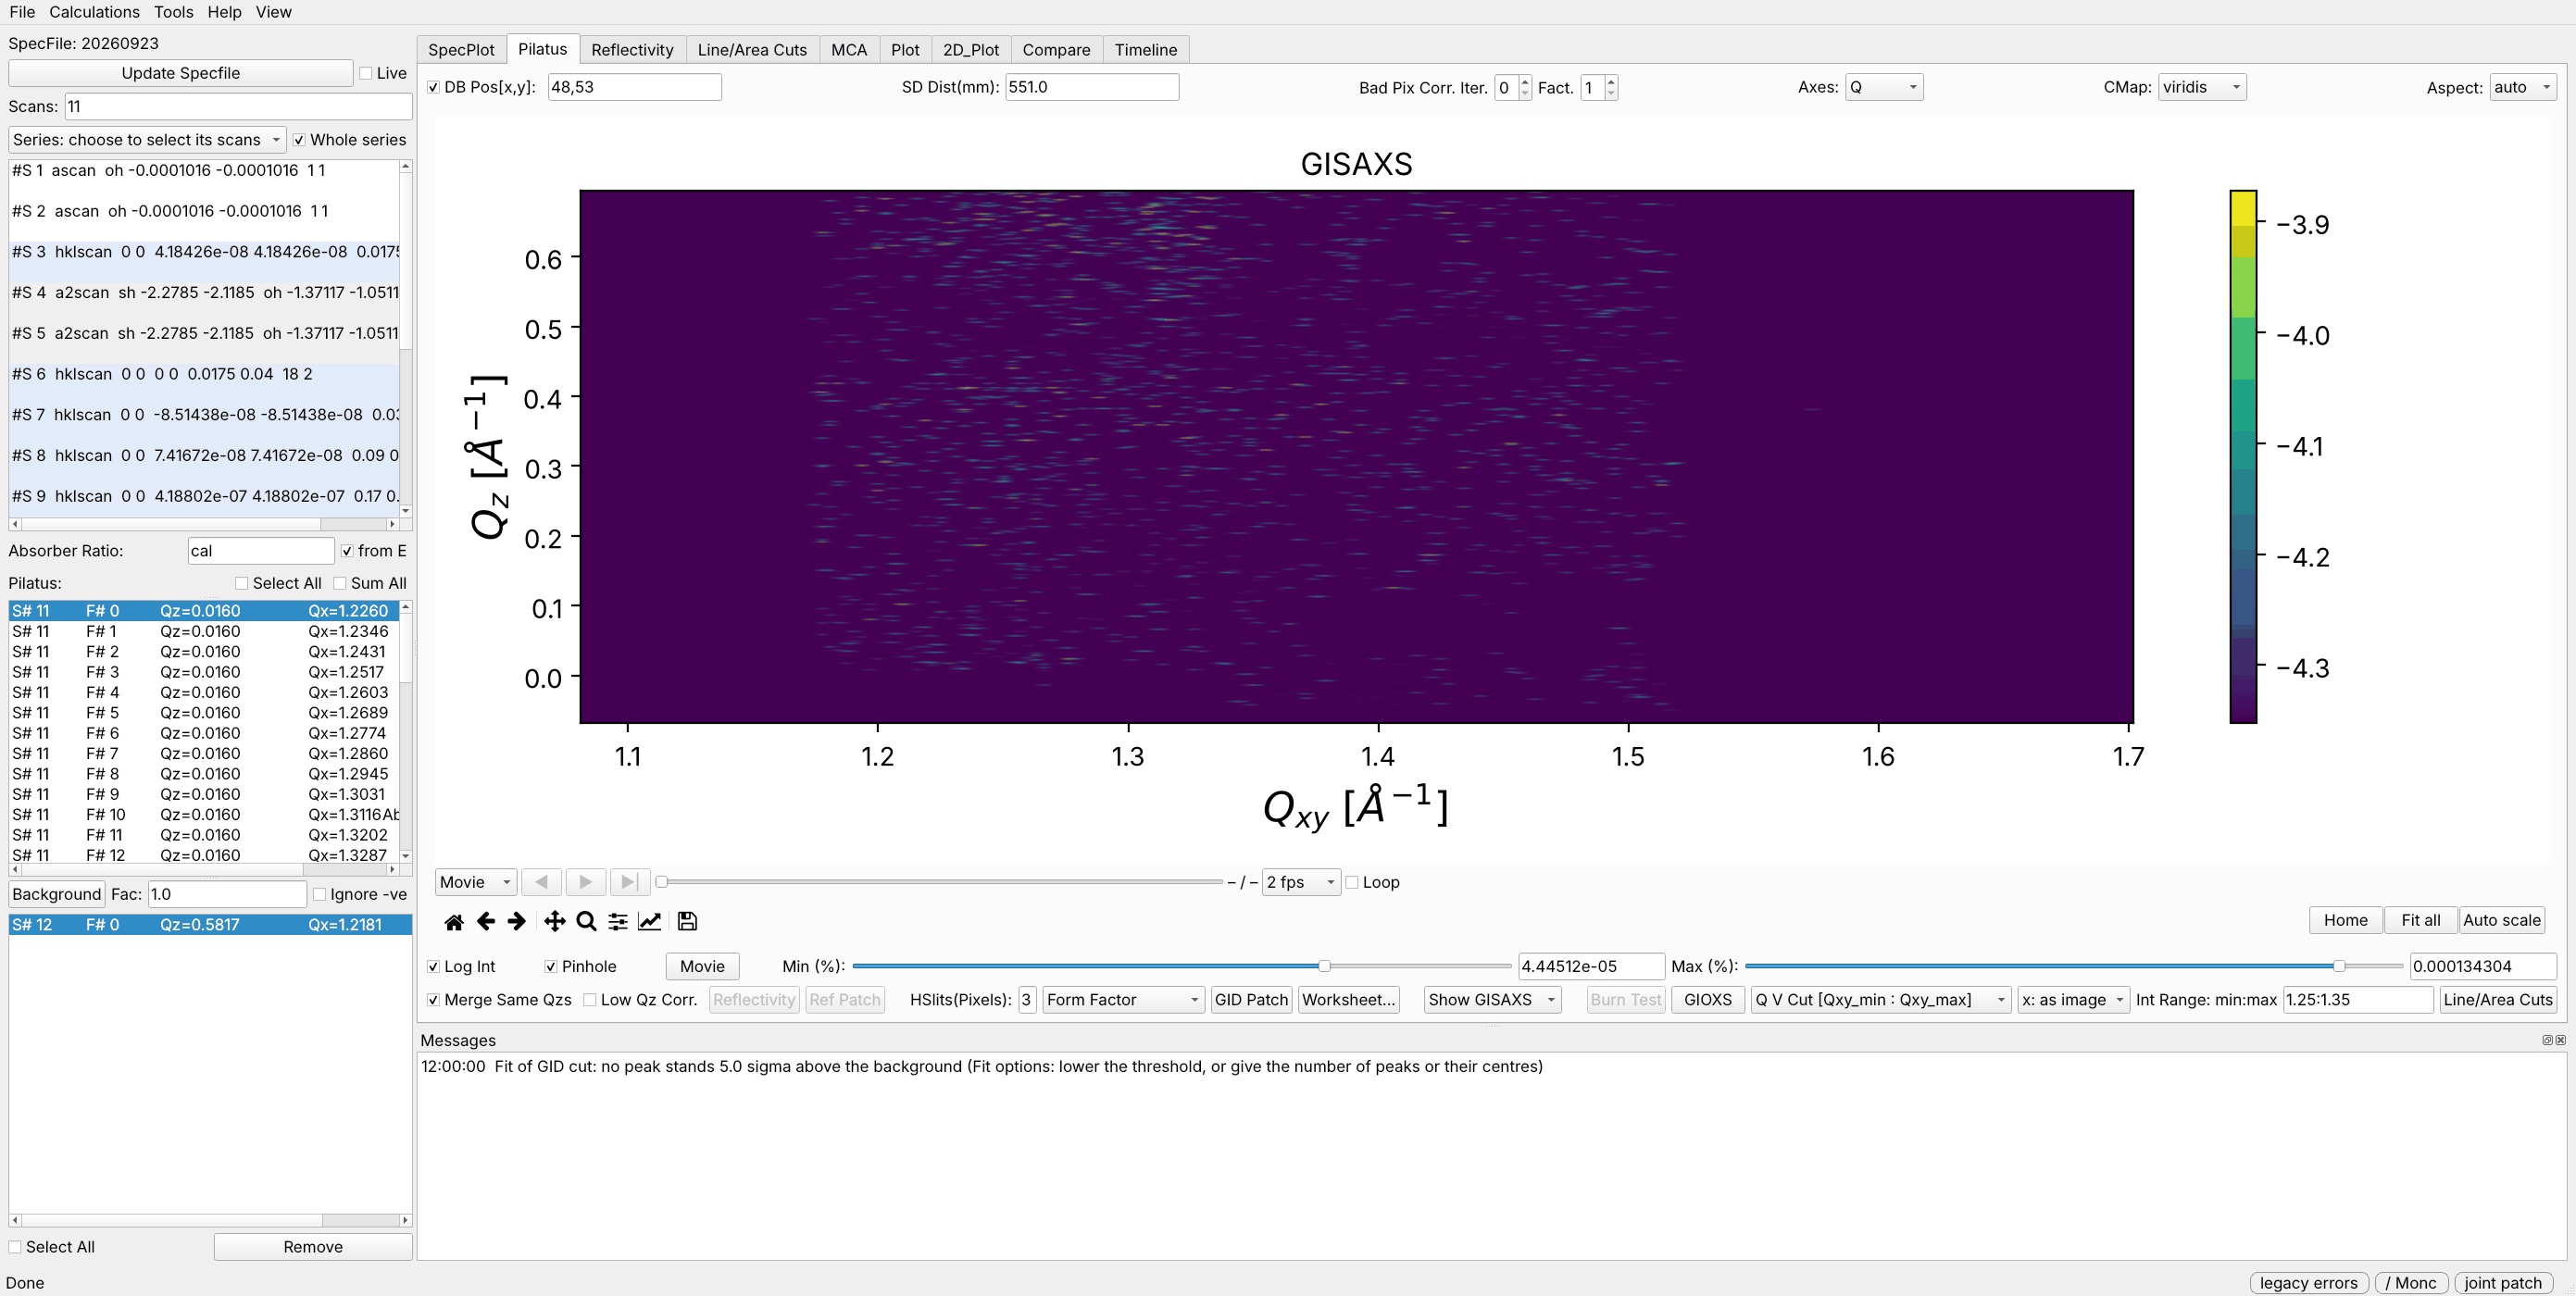 File Calculations Tools Help View
SpecFile: 20260923
Update Specfile Live
Scans: 11
Series: choose to select its scans Whole series
#S 1 ascan oh -0.0001016 -0.0001016 1 1
#S 2 ascan oh -0.0001016 -0.0001016 1 1
#S 3 hklscan 0 0 4.18426e-08 4.18426e-08 0.0175
#S 4 a2scan sh -2.2785 -2.1185 oh -1.37117 -1.0511
#S 5 a2scan sh -2.2785 -2.1185 oh -1.37117 -1.0511
#S 6 hklscan 0 0 0 0 0.0175 0.04 18 2
#S 7 hklscan 0 0 -8.51438e-08 -8.51438e-08 0.03
#S 8 hklscan 0 0 7.41672e-08 7.41672e-08 0.09 0
#S 9 hklscan 0 0 4.18802e-07 4.18802e-07 0.17 0.
Absorber Ratio: cal from E
Pilatus: Select All Sum All
S# 11 F# 0 Qz=0.0160 Qx=1.2260
S# 11 F# 1 Qz=0.0160 Qx=1.2346
S# 11 F# 2 Qz=0.0160 Qx=1.2431
S# 11 F# 3 Qz=0.0160 Qx=1.2517
S# 11 F# 4 Qz=0.0160 Qx=1.2603
S# 11 F# 5 Qz=0.0160 Qx=1.2689
S# 11 F# 6 Qz=0.0160 Qx=1.2774
S# 11 F# 7 Qz=0.0160 Qx=1.2860
S# 11 F# 8 Qz=0.0160 Qx=1.2945
S# 11 F# 9 Qz=0.0160 Qx=1.3031
S# 11 F# 10 Qz=0.0160 Qx=1.3116Ab
S# 11 F# 11 Qz=0.0160 Qx=1.3202
S# 11 F# 12 Qz=0.0160 Qx=1.3287
Background Fac: 1.0 Ignore -ve
S# 12 F# 0 Qz=0.5817 Qx=1.2181
Select All Remove
Done
SpecPlot Pilatus Reflectivity Line/Area Cuts MCA Plot 2D_Plot Compare Timeline
DB Pos[x,y]: 48,53 SD Dist(mm): 551.0 Bad Pix Corr. Iter. 0 Fact. 1 Axes: Q CMap: viridis Aspect: auto
GISAXS
0.6
0.5
0.4
0.3
0.2
0.1
0.0
Qz [Å−1]
1.1 1.2 1.3 1.4 1.5 1.6 1.7
Qxy [Å−1]
−3.9
−4.0
−4.1
−4.2
−4.3
Movie – / – 2 fps Loop
Home Fit all Auto scale
Log Int Pinhole Movie Min (%): 4.44512e-05 Max (%): 0.000134304
Merge Same Qzs Low Qz Corr. Reflectivity Ref Patch HSlits(Pixels): 3 Form Factor GID Patch Worksheet... Show GISAXS Burn Test GIOXS Q V Cut [Qxy_min : Qxy_max] x: as image Int Range: min:max 1.25:1.35 Line/Area Cuts
Messages
12:00:00 Fit of GID cut: no peak stands 5.0 sigma above the background (Fit options: lower the threshold, or give the number of peaks or their centres)
legacy errors / Monc joint patch